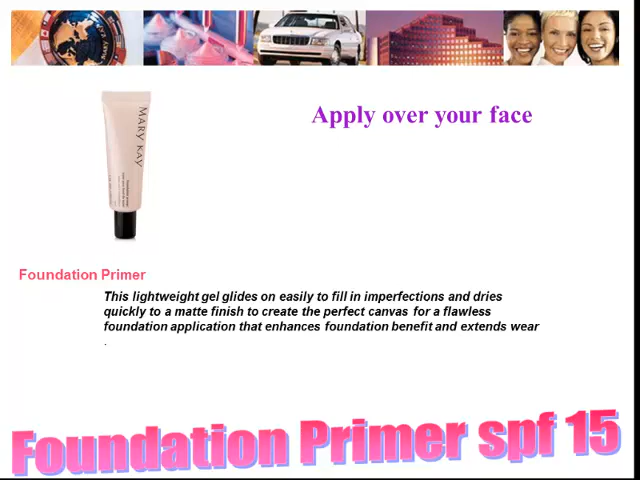 Apply over your face
MARY KAY
Foundation Primer
This lightweight gel glides on easily to fill in imperfections and dries
quickly to a matte finish to create the perfect canvas for a flawless
foundation application that enhances foundation benefit and extends wear
.
Foundation Primer spf 15